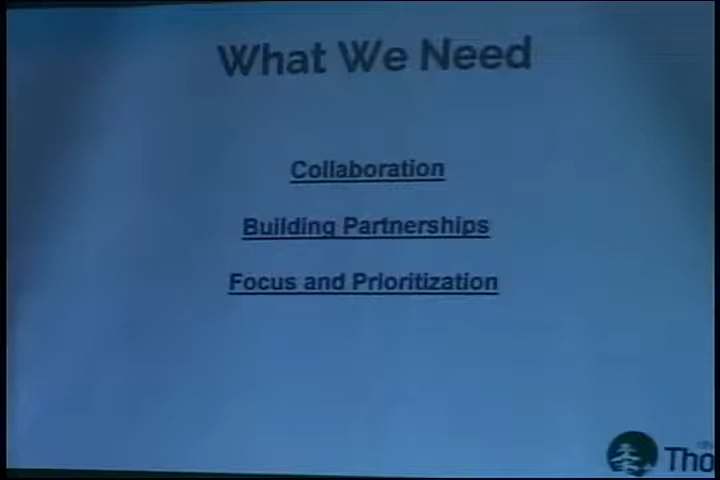 What We Need
Collaboration
Building Partnerships
Focus and Prioritization
Tho